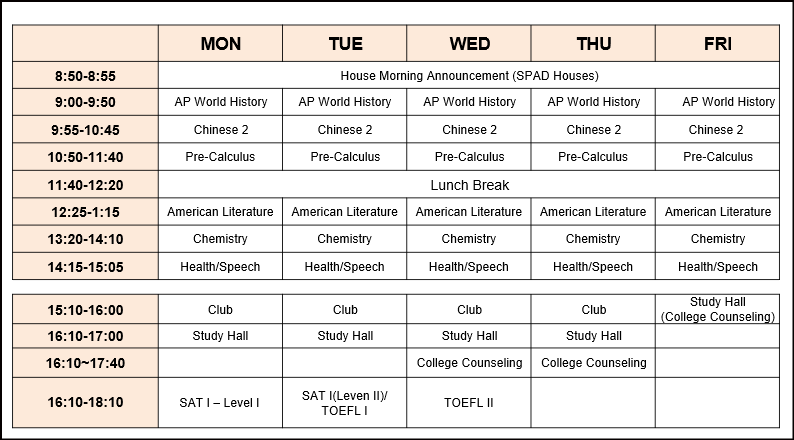 MON TUE WED THU FRI
8:50-8:55 House Morning Announcement (SPAD Houses)
9:00-9:50 AP World History AP World History AP World History AP World History AP World History
9:55-10:45 Chinese 2 Chinese 2 Chinese 2 Chinese 2 Chinese 2
10:50-11:40 Pre-Calculus Pre-Calculus Pre-Calculus Pre-Calculus Pre-Calculus
11:40-12:20 Lunch Break
12:25-1:15 American Literature American Literature American Literature American Literature American Literature
13:20-14:10 Chemistry Chemistry Chemistry Chemistry Chemistry
14:15-15:05 Health/Speech Health/Speech Health/Speech Health/Speech Health/Speech
15:10-16:00 Club Club Club Club Study Hall
(College Counseling)
16:10-17:00 Study Hall Study Hall Study Hall Study Hall
16:10~17:40 College Counseling College Counseling
16:10-18:10 SAT I – Level I SAT I(Leven II)/
TOEFL I TOEFL II